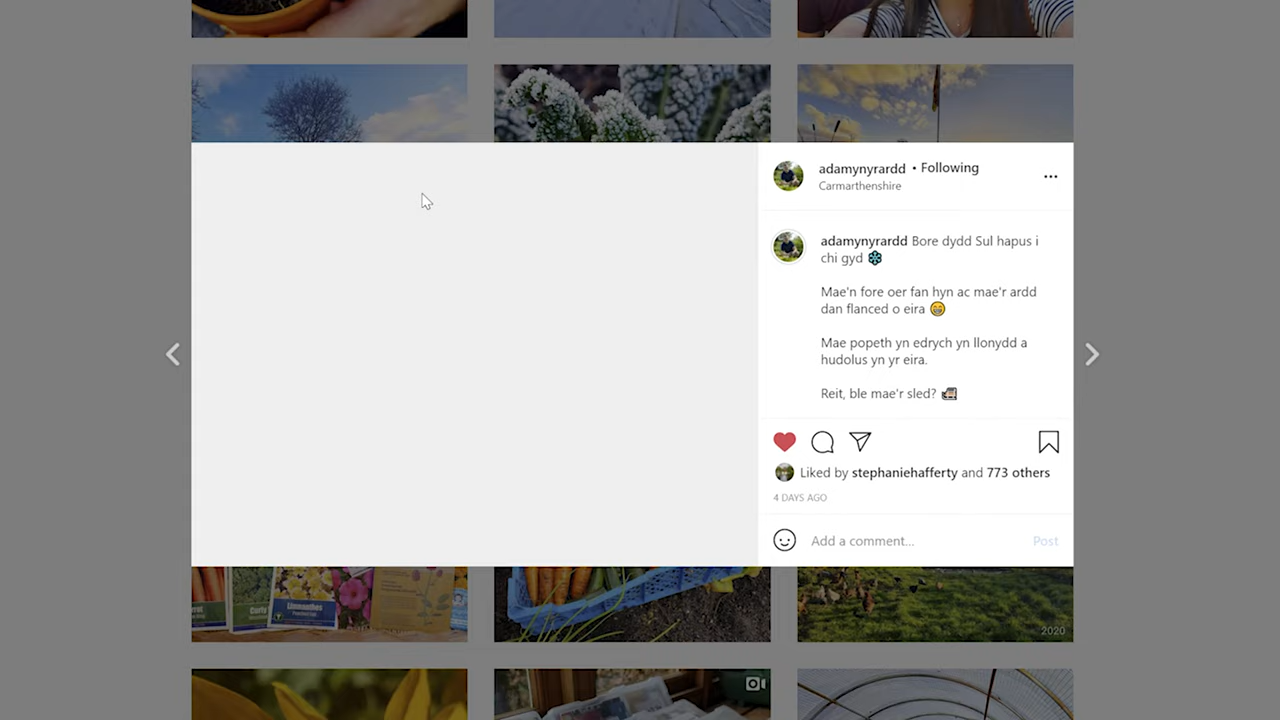 adamynyrardd • Following
Carmarthenshire
adamynyrardd Bore dydd Sul hapus i
chi gyd
Mae'n fore oer fan hyn ac mae'r ardd
dan flanced o eira
Mae popeth yn edrych yn llonydd a
hudolus yn yr eira.
Reit, ble mae'r sled?
Liked by stephaniehafferty and 773 others
4 DAYS AGO
Add a comment...
Post
Limnanthes
2020